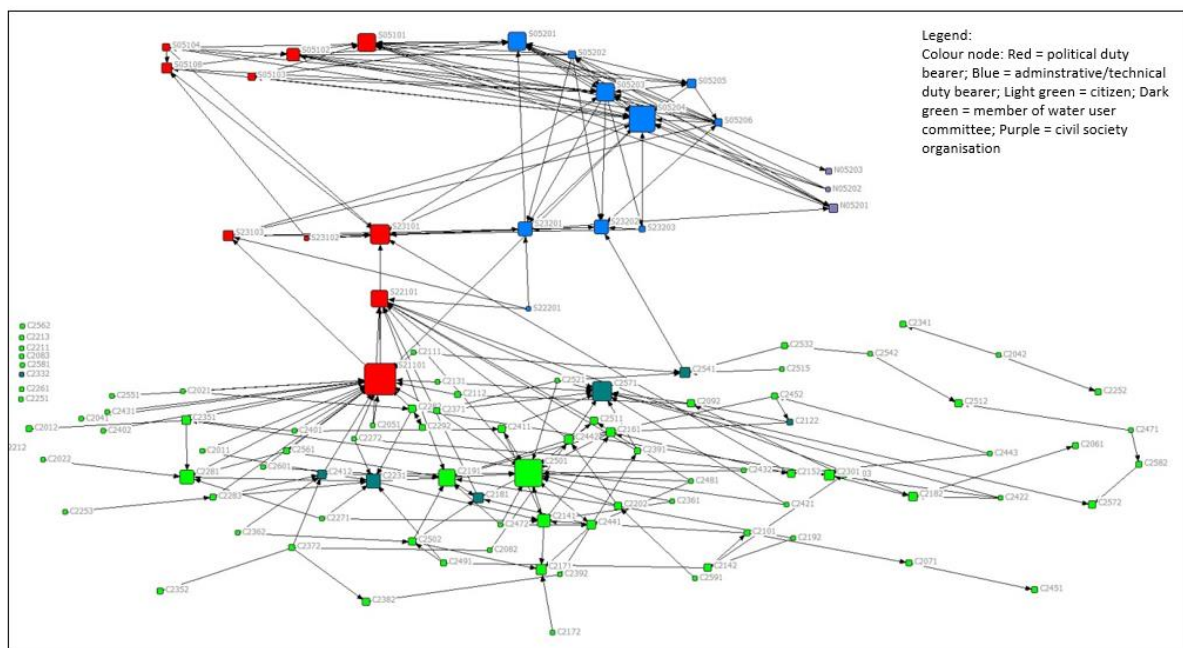 Legend:
Colour node: Red = political duty
bearer; Blue = adminstrative/technical
duty bearer; Light green = citizen; Dark
green = member of water user
committee; Purple = civil society
organisation
S05104
S05101
S05201
S05102
S05202
S05103
S05205
S05203
S05204
S05206
N05203
N05202
N05201
S23103
S23102
S23101
S23201
S23202
S23203
S22101
S22201
C2562
C2213
C2211
C2083
C2581
C2332
C2261
C2251
C2341
C2532
C2111
C2542
C2042
C2541
C2515
S21101
C2131
C2521
C2571
C2252
C2021
C2551
C2112
C2452
C2092
C2512
C2431
C2371
C2041
C2351
C2051
C2511
C2122
C2012
C2402
C2401
C2292
C2411
C2161
C2471
C2272
C2212
C2061
C2011
C2561
C2391
C2443
C2022
C2582
C2601
C2412
C2281
C2231
C2191
C2501
C2432
C2152
C2301
C2481
C2181
C2182
C2422
C2572
C2361
C2421
C2202
C2253
C2271
C2472
C2141
C2441
C2362
C2101
C2192
C2502
C2372
C2082
C2491
C2171
C2142
C2071
C2392
C2591
C2352
C2451
C2382
C2172